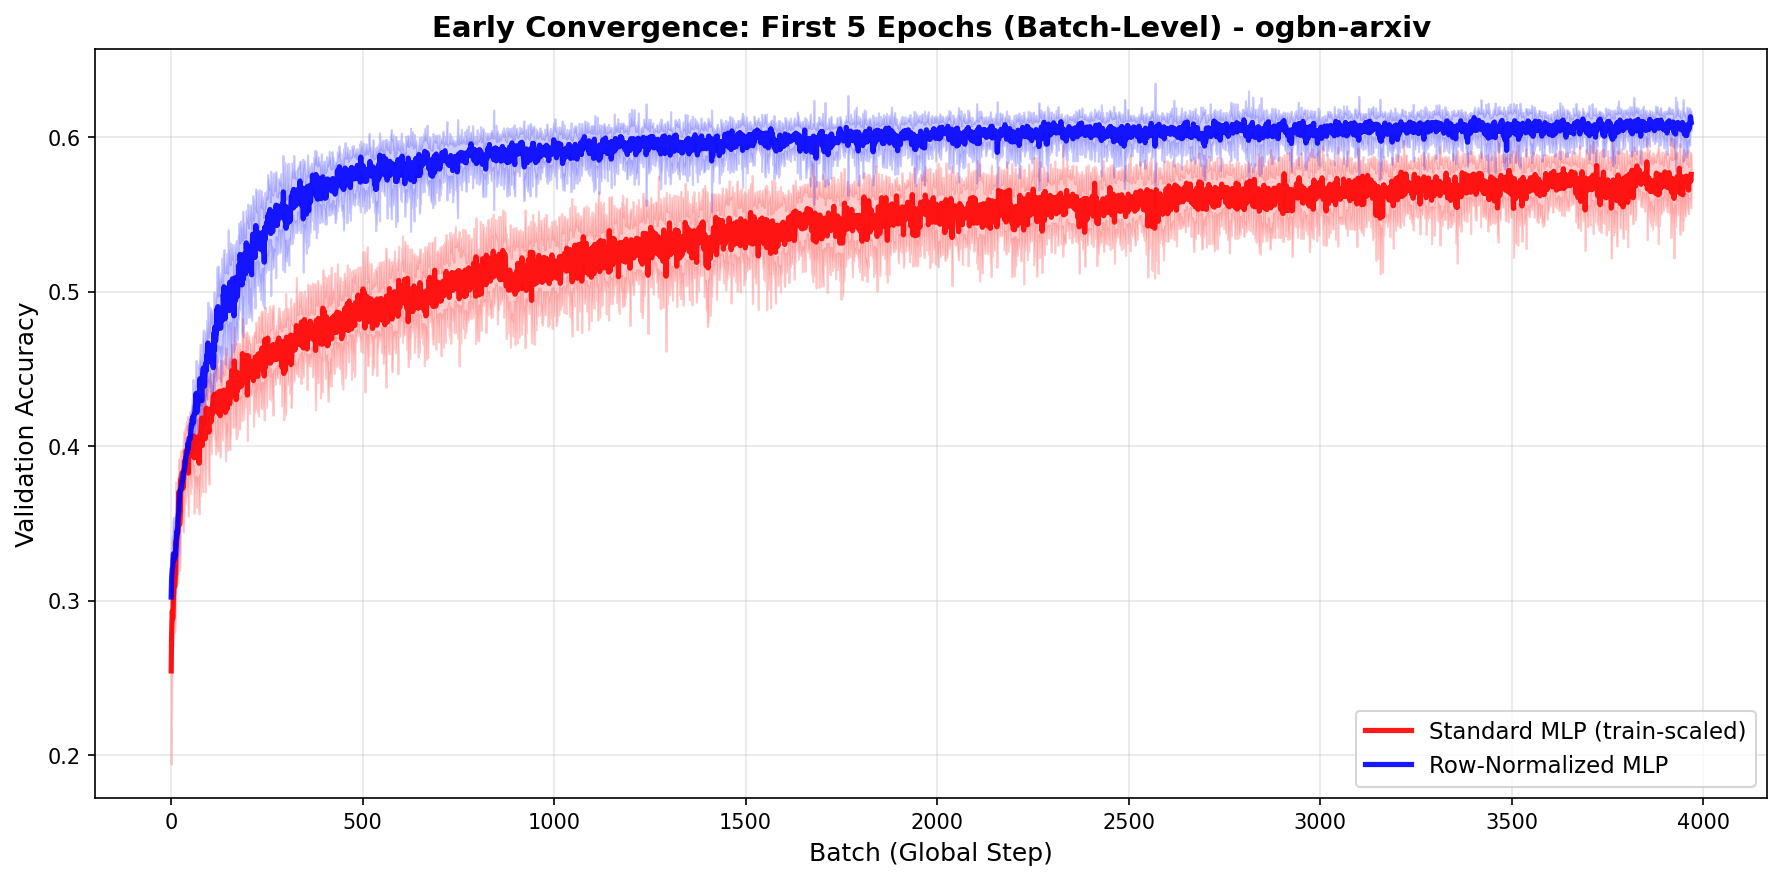 Early Convergence: First 5 Epochs (Batch-Level) - ogbn-arxiv
Validation Accuracy
0.6
0.5
0.4
0.3
0.2
Standard MLP (train-scaled)
Row-Normalized MLP
0 500 1000 1500 2000 2500 3000 3500 4000
Batch (Global Step)